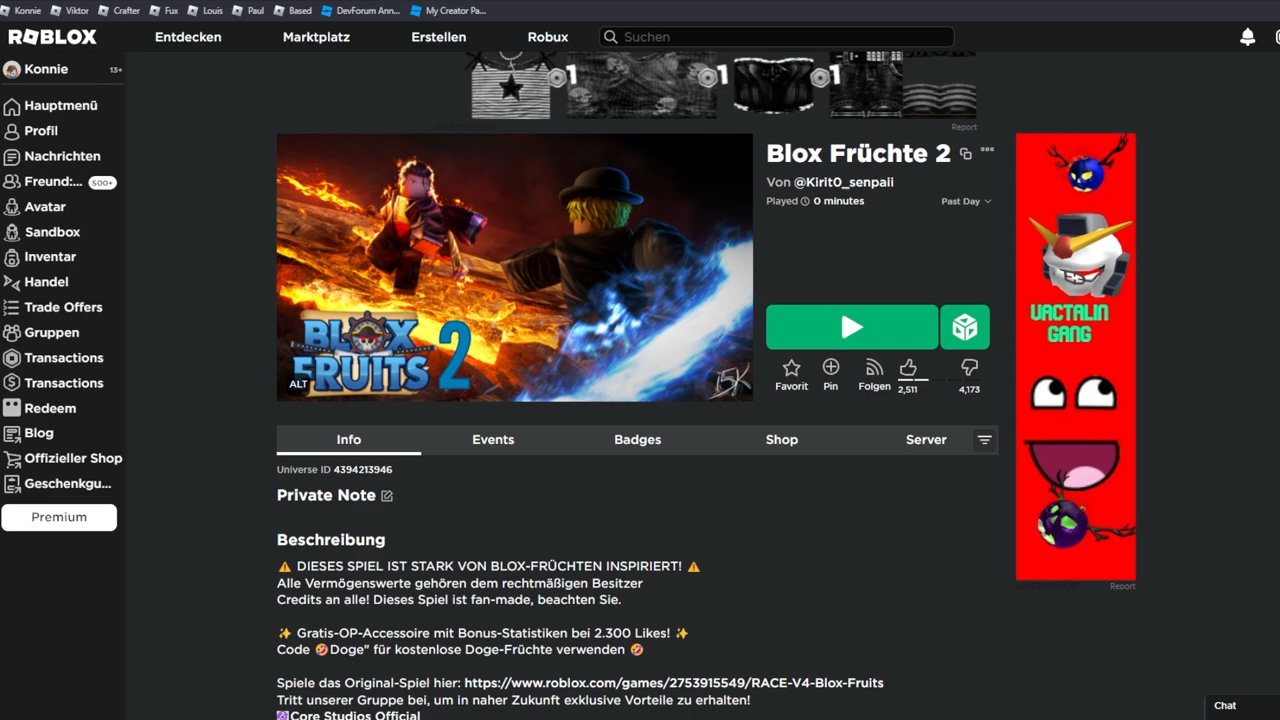 Konnie Viktor Crafter Fux Louis Paul Based DevForum Ann... My Creator Pa...
ROBLOX Entdecken Marktplatz Erstellen Robux Suchen
Konnie 13+
Hauptmenü
Profil
Nachrichten
Freund:... 500+
Avatar
Sandbox
Inventar
Handel
Trade Offers
Gruppen
Transactions
Transactions
Redeem
Blog
Offizieller Shop
Geschenkgu...
Premium
1 1 1
Report
BLOX
FRUITS 2
ALT
15K
Blox Früchte 2
Von @Kirit0_senpaii
Played 0 minutes Past Day
Favorit Pin Folgen 2,511 4,173
VACTALIN
GANG
Report
Info Events Badges Shop Server
Universe ID 4394213946
Private Note
Beschreibung
⚠️ DIESES SPIEL IST STARK VON BLOX-FRÜCHTEN INSPIRIERT! ⚠️
Alle Vermögenswerte gehören dem rechtmäßigen Besitzer
Credits an alle! Dieses Spiel ist fan-made, beachten Sie.
✨ Gratis-OP-Accessoire mit Bonus-Statistiken bei 2.300 Likes! ✨
Code 🤣Doge" für kostenlose Doge-Früchte verwenden 🤣
Spiele das Original-Spiel hier: https://www.roblox.com/games/2753915549/RACE-V4-Blox-Fruits
Tritt unserer Gruppe bei, um in naher Zukunft exklusive Vorteile zu erhalten!
Core Studios Official
Chat